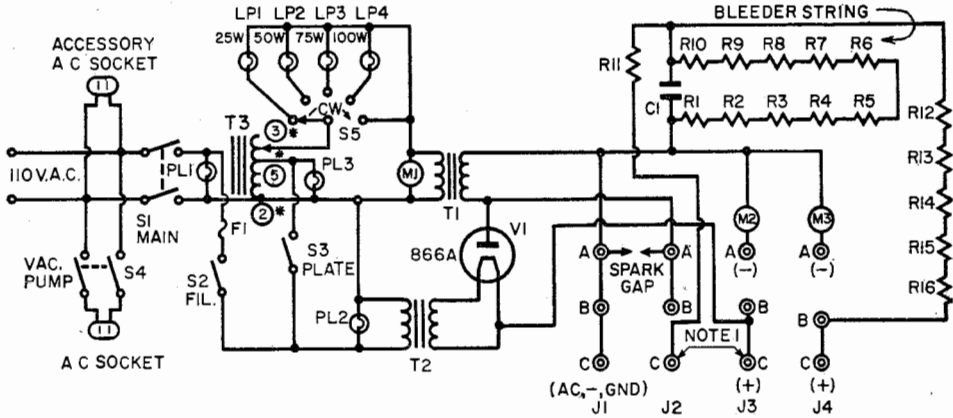 LP1 LP2 LP3 LP4
25W 50W 75W 100W
BLEEDER STRING
ACCESSORY
A C SOCKET
R11
R10 R9 R8 R7 R6
C1
R1 R2 R3 R4 R5
R12
R13
R14
R15
R16
CW
S5
T3
3 *
*
5
2 *
PL3
PL1
110 V.A.C.
S1
MAIN
F1
M1
T1
V1
866A
M2
M3
S3
PLATE
S2
FIL.
VAC.
PUMP
S4
A C SOCKET
PL2
T2
A
SPARK
GAP
A
A
(-)
A
(-)
B
B
B
B
NOTE 1
C
C
C
C
(AC,-,GND)
(+)
(+)
J1
J2
J3
J4